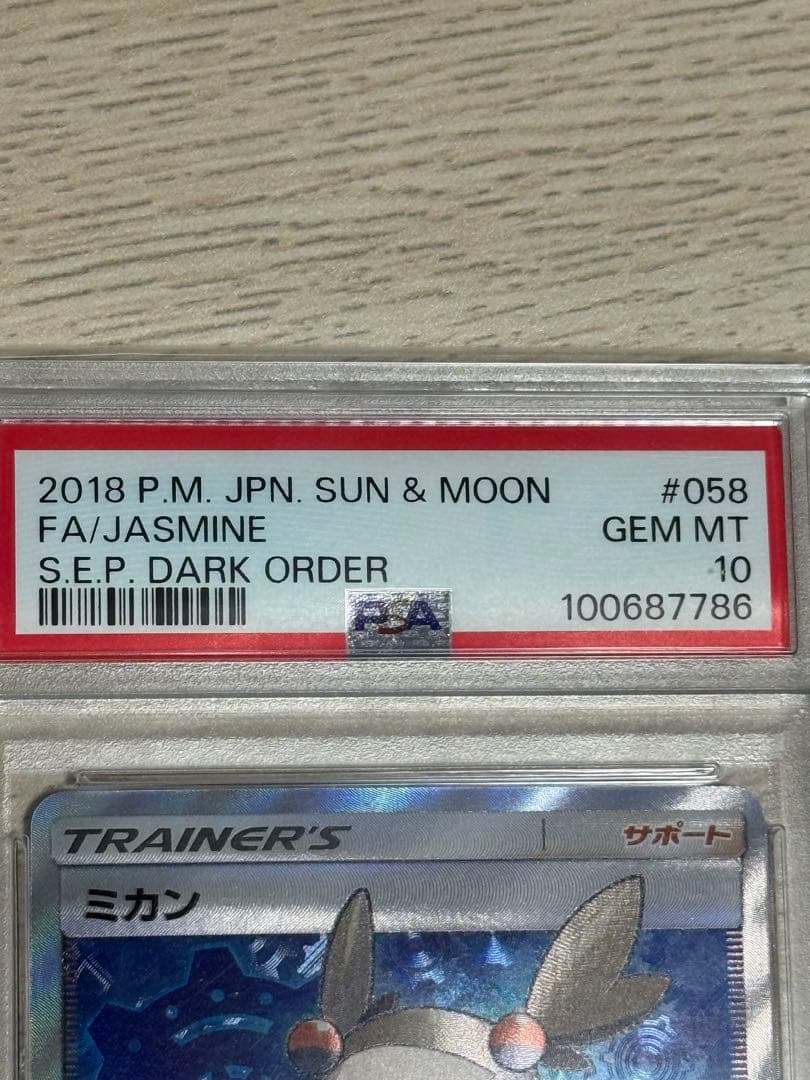 2018 P.M. JPN. SUN & MOON #058
FA/JASMINE GEM MT
S.E.P. DARK ORDER 10
PSA 100687786
TRAINER'S サポート
ミカン